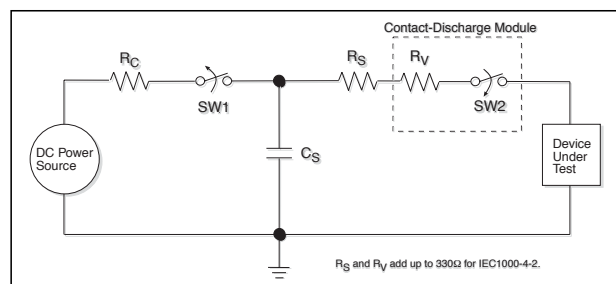 Contact-Discharge Module
RC
RS
RV
SW1
SW2
DC Power
Source
CS
Device
Under
Test
RS and RV add up to 330Ω for IEC1000-4-2.